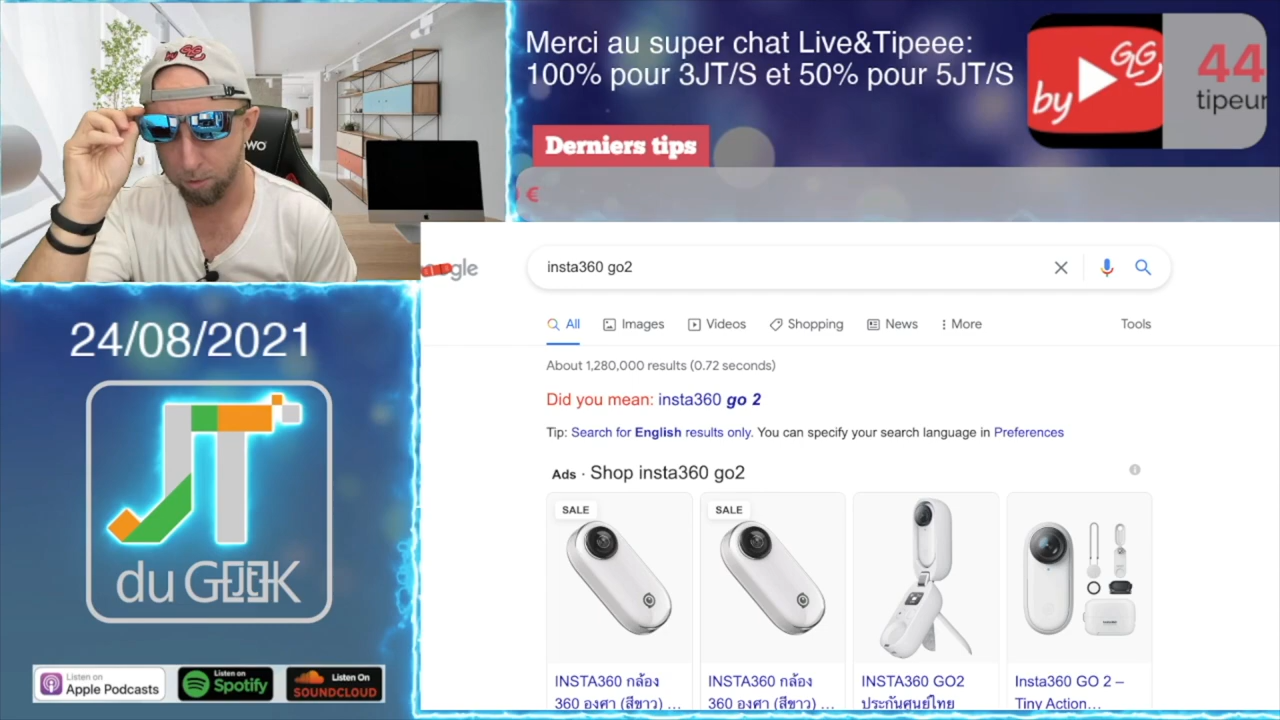 by GG
WO
Merci au super chat Live&Tipeee:
100% pour 3JT/S et 50% pour 5JT/S
by GG
44
tipeur
Derniers tips
€
gle
insta360 go2
All
Images
Videos
Shopping
News
More
Tools
About 1,280,000 results (0.72 seconds)
Did you mean: insta360 go 2
Tip: Search for English results only. You can specify your search language in Preferences
Ads · Shop insta360 go2
SALE
SALE
INSTA360 กล้อง
360 องศา (สีขาว) ...
INSTA360 กล้อง
360 องศา (สีขาว) ...
INSTA360 GO2
ประกันศูนย์ไทย
Insta360 GO 2 –
Tiny Action...
24/08/2021
JT
du GEEK
Listen on
Apple Podcasts
Listen on
Spotify
Listen On
SOUNDCLOUD